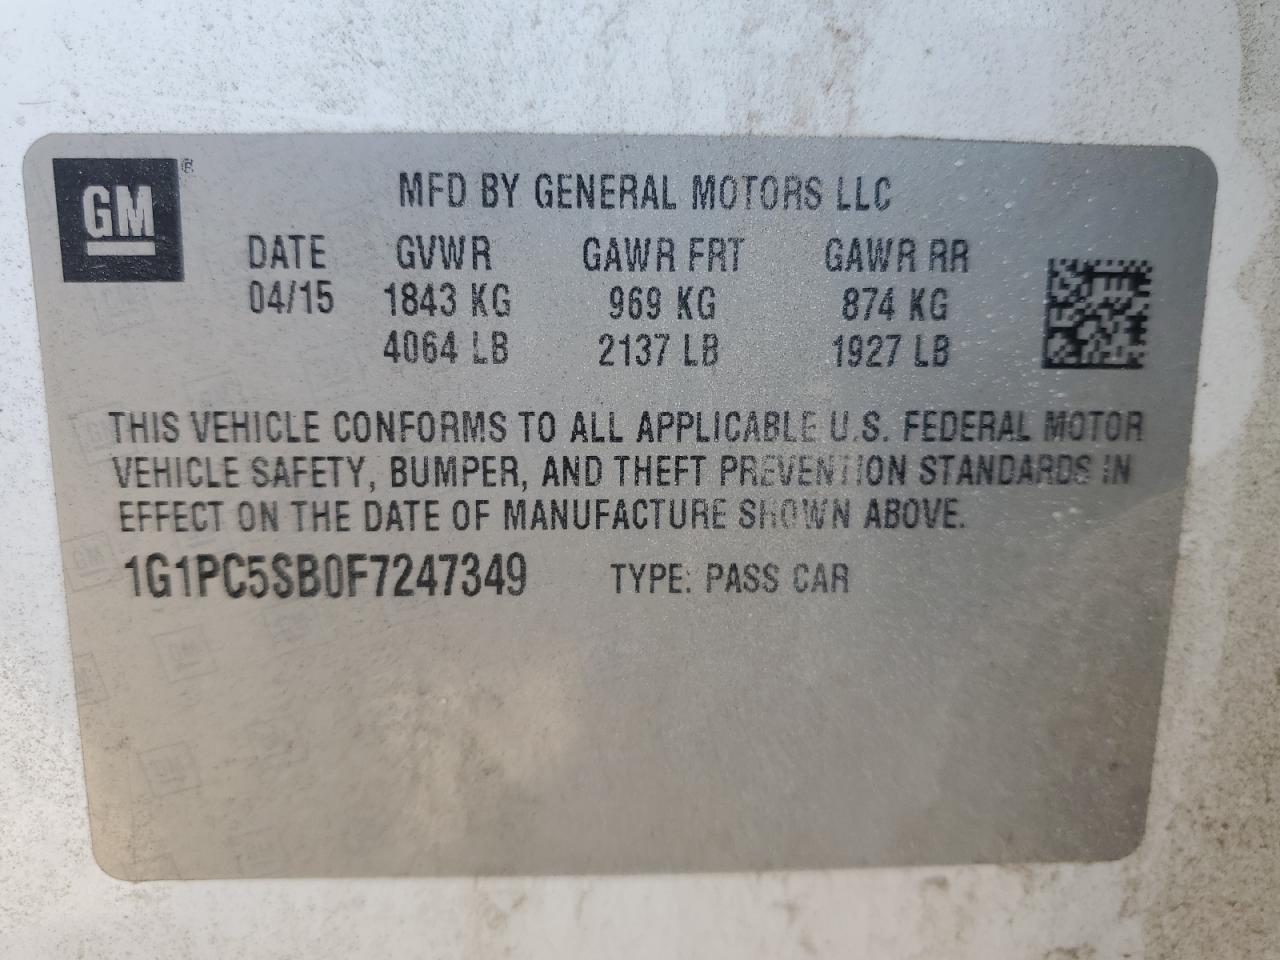 GM®
MFD BY GENERAL MOTORS LLC
DATE GVWR GAWR FRT GAWR RR
04/15 1843 KG 969 KG 874 KG
4064 LB 2137 LB 1927 LB
THIS VEHICLE CONFORMS TO ALL APPLICABLE U.S. FEDERAL MOTOR
VEHICLE SAFETY, BUMPER, AND THEFT PREVENTION STANDARDS IN
EFFECT ON THE DATE OF MANUFACTURE SHOWN ABOVE.
1G1PC5SB0F7247349 TYPE: PASS CAR